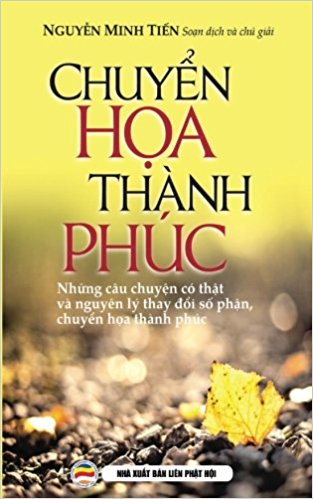 NGUYỄN MINH TIẾN Soạn dịch và chú giải
CHUYỂN
HỌA
THÀNH
PHÚC
Những câu chuyện có thật
và nguyên lý thay đổi số phận,
chuyển họa thành phúc
NHÀ XUẤT BẢN LIÊN PHẬT HỘI